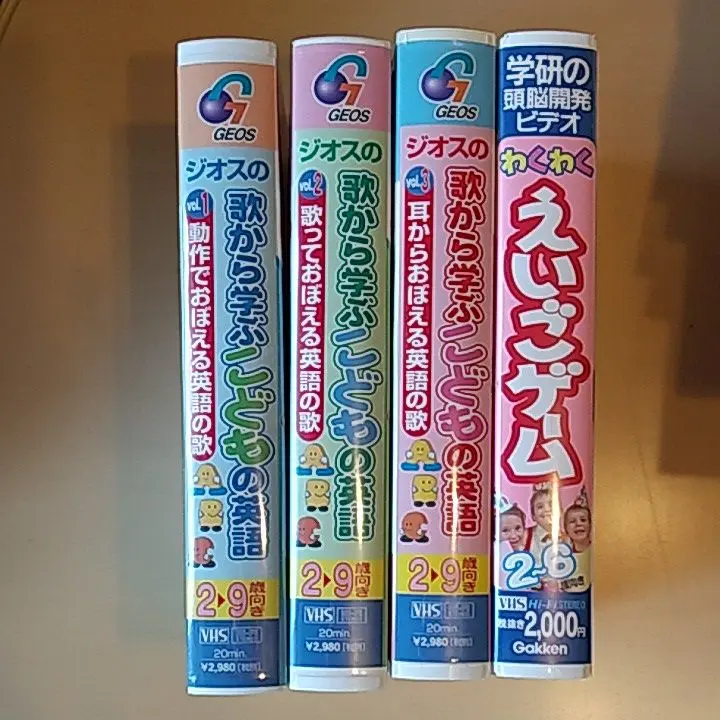 GEOS
ジオスの
歌から学ぶこどもの英語
vol.1
動作でおぼえる英語の歌
2▶9歳向き
VHS
20min.
¥2,980
GEOS
ジオスの
歌から学ぶこどもの英語
vol.2
歌っておぼえる英語の歌
2▶9歳向き
VHS
20min.
¥2,980
GEOS
ジオスの
歌から学ぶこどもの英語
vol.3
耳からおぼえる英語の歌
2▶9歳向き
VHS
20min.
¥2,980
学研の
頭脳開発
ビデオ
わくわく
えいごゲーム
2~6歳向き
VHS Hi-Fi STEREO
税抜き2,000円
Gakken